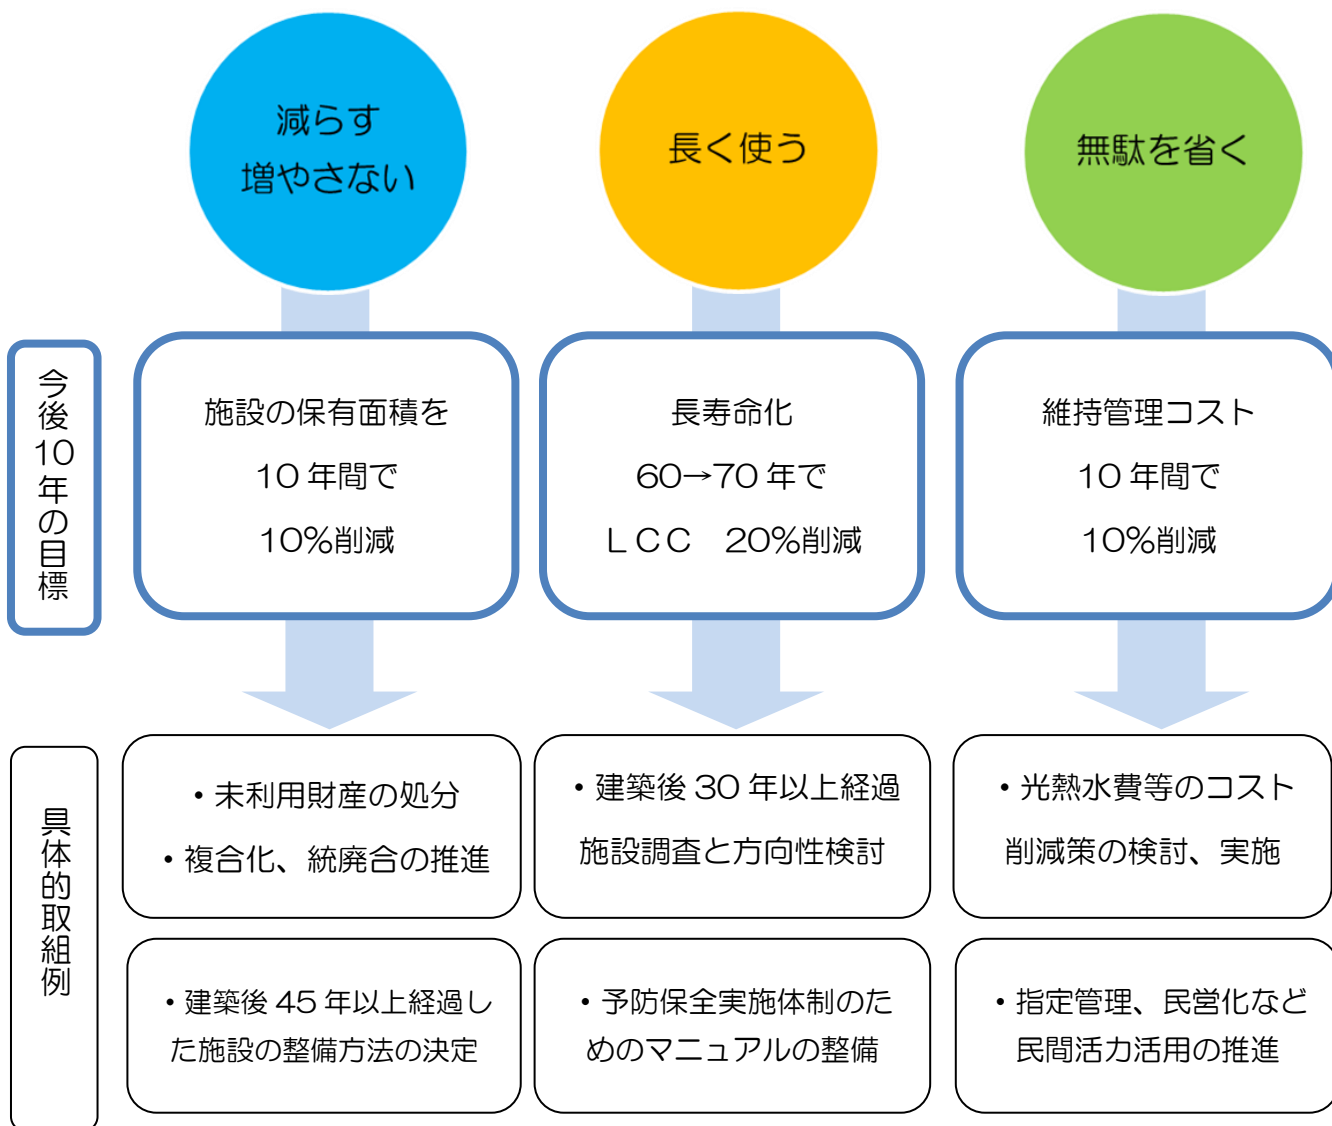 減らす
増やさない
長く使う
無駄を省く
今後10年の目標
施設の保有面積を
10年間で
10%削減
長寿命化
60→70年で
LCC　20%削減
維持管理コスト
10年間で
10%削減
具体的取組例
・未利用財産の処分
・複合化、統廃合の推進
・建築後30年以上経過
施設調査と方向性検討
・光熱水費等のコスト
削減策の検討、実施
・建築後45年以上経過し
た施設の整備方法の決定
・予防保全実施体制のた
めのマニュアルの整備
・指定管理、民営化など
民間活力活用の推進